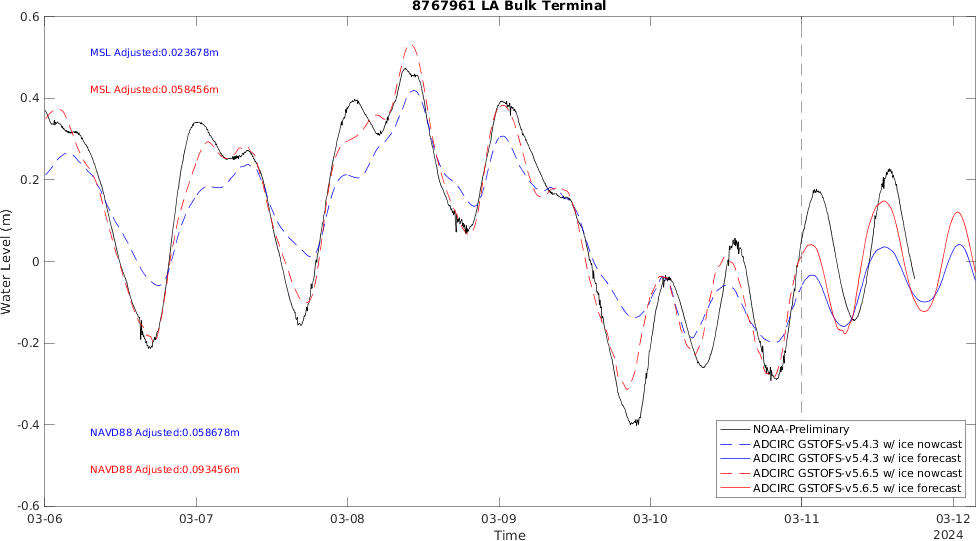 8767961 LA Bulk Terminal
0.6
MSL Adjusted:0.023678m
MSL Adjusted:0.058456m
0.4
0.2
Water Level (m)
0
-0.2
-0.4
NAVD88 Adjusted:0.058678m
NAVD88 Adjusted:0.093456m
NOAA-Preliminary
ADCIRC GSTOFS-v5.4.3 w/ ice nowcast
ADCIRC GSTOFS-v5.4.3 w/ ice forecast
ADCIRC GSTOFS-v5.6.5 w/ ice nowcast
ADCIRC GSTOFS-v5.6.5 w/ ice forecast
-0.6
03-06 03-07 03-08 03-09 03-10 03-11 03-12
Time 2024